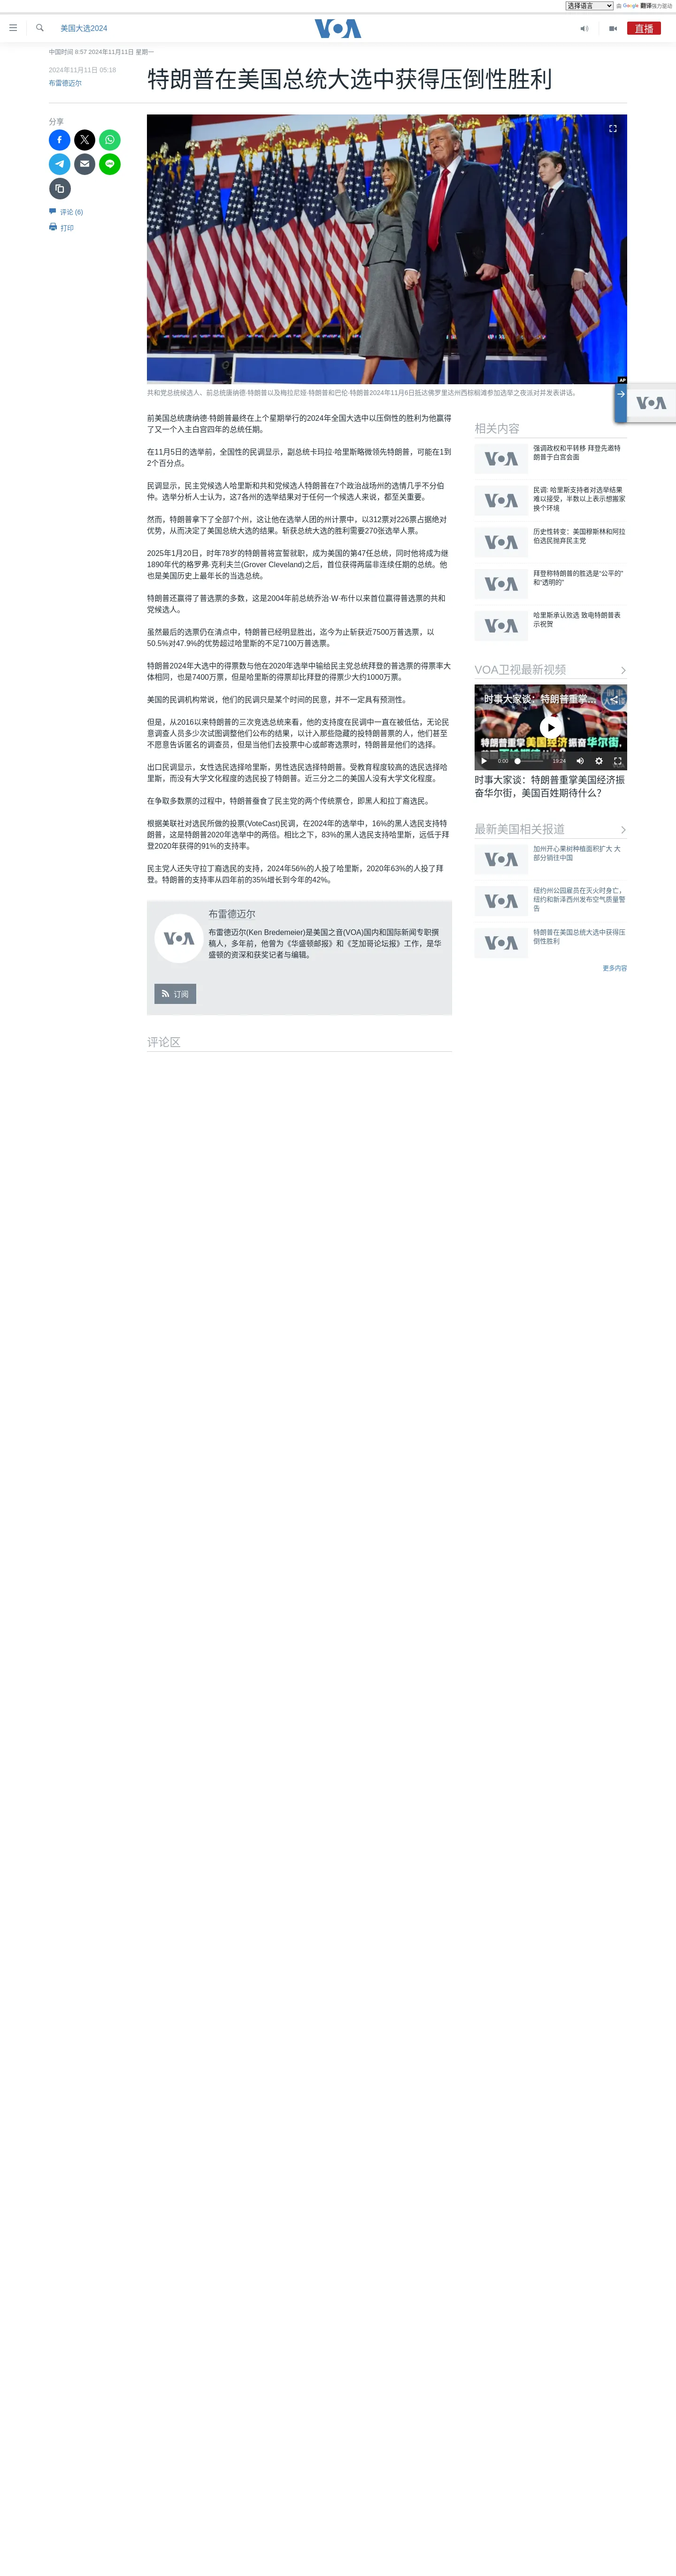 选择语言
由 Google 翻译强力驱动
美国大选2024
VOA
直播
中国时间 8:57 2024年11月11日 星期一
2024年11月11日 05:18
布雷德迈尔
特朗普在美国总统大选中获得压倒性胜利
分享
评论 (6)
打印
AP
共和党总统候选人、前总统唐纳德·特朗普以及梅拉尼娅·特朗普和巴伦·特朗普2024年11月6日抵达佛罗里达州西棕榈滩参加选举之夜派对并发表讲话。
前美国总统唐纳德·特朗普最终在上个星期举行的2024年全国大选中以压倒性的胜利为他赢得
了又一个入主白宫四年的总统任期。
在11月5日的选举前，全国性的民调显示，副总统卡玛拉·哈里斯略微领先特朗普，可能在1到
2个百分点。
民调显示，民主党候选人哈里斯和共和党候选人特朗普在7个政治战场州的选情几乎不分伯
仲。选举分析人士认为，这7各州的选举结果对于任何一个候选人来说，都至关重要。
然而，特朗普拿下了全部7个州，这让他在选举人团的州计票中，以312票对226票占据绝对
优势，从而决定了美国总统大选的结果。斩获总统大选的胜利需要270张选举人票。
2025年1月20日，时年78岁的特朗普将宣誓就职，成为美国的第47任总统，同时他将成为继
1890年代的格罗弗·克利夫兰(Grover Cleveland)之后，首位获得两届非连续任期的总统。他
也是美国历史上最年长的当选总统。
特朗普还赢得了普选票的多数，这是2004年前总统乔治·W·布什以来首位赢得普选票的共和
党候选人。
虽然最后的选票仍在清点中，特朗普已经明显胜出，迄今为止斩获近7500万普选票，以
50.5%对47.9%的优势超过哈里斯的不足7100万普选票。
特朗普2024年大选中的得票数与他在2020年选举中输给民主党总统拜登的普选票的得票率大
体相同，也是7400万票，但是哈里斯的得票却比拜登的得票少大约1000万票。
美国的民调机构常说，他们的民调只是某个时间的民意，并不一定具有预测性。
但是，从2016以来特朗普的三次竞选总统来看，他的支持度在民调中一直在被低估，无论民
意调查人员多少次试图调整他们公布的结果，以计入那些隐藏的投特朗普票的人，他们甚至
不愿意告诉匿名的调查员，但是当他们去投票中心或邮寄选票时，特朗普是他们的选择。
出口民调显示，女性选民选择哈里斯，男性选民选择特朗普。受教育程度较高的选民选择哈
里斯，而没有大学文化程度的选民投了特朗普。近三分之二的美国人没有大学文化程度。
在争取多数票的过程中，特朗普蚕食了民主党的两个传统票仓，即黑人和拉丁裔选民。
根据美联社对选民所做的投票(VoteCast)民调，在2024年的选举中，16%的黑人选民支持特
朗普，这是特朗普2020年选举中的两倍。相比之下，83%的黑人选民支持哈里斯，远低于拜
登2020年获得的91%的支持率。
民主党人还失守拉丁裔选民的支持，2024年56%的人投了哈里斯，2020年63%的人投了拜
登。特朗普的支持率从四年前的35%增长到今年的42%。
VOA
布雷德迈尔
布雷德迈尔(Ken Bredemeier)是美国之音(VOA)国内和国际新闻专职撰
稿人，多年前，他曾为《华盛顿邮报》和《芝加哥论坛报》工作，是华
盛顿的资深和获奖记者与编辑。
订阅
评论区
VOA
相关内容
VOA
强调政权和平转移 拜登先邀特
朗普于白宫会面
VOA
民调: 哈里斯支持者对选举结果
难以接受，半数以上表示想搬家
换个环境
VOA
历史性转变：美国穆斯林和阿拉
伯选民抛弃民主党
VOA
拜登称特朗普的胜选是“公平的”
和“透明的”
VOA
哈里斯承认败选 致电特朗普表
示祝贺
VOA卫视最新视频
时事大家谈：特朗普重掌...
特朗普重掌美国经济振奋华尔街,
0:00
19:24
时事大家谈：特朗普重掌美国经济振
奋华尔街，美国百姓期待什么？
最新美国相关报道
VOA
加州开心果树种植面积扩大 大
部分销往中国
VOA
纽约州公园雇员在灭火时身亡，
纽约和新泽西州发布空气质量警
告
VOA
特朗普在美国总统大选中获得压
倒性胜利
更多内容